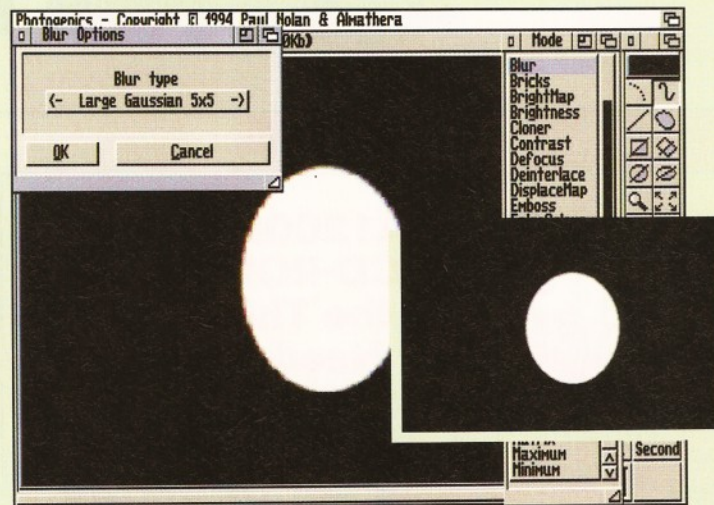 Photogenics - Copyright © 1994 Paul Nolan & Almathera
Blur Options
0Kb)
Mode
Blur type
<- Large Gaussian 5x5 ->
OK
Cancel
Blur
Bricks
BrightMap
Brightness
Cloner
Contrast
Defocus
Deinterlace
DisplaceMap
Emboss
Maximum
Minimum
Second